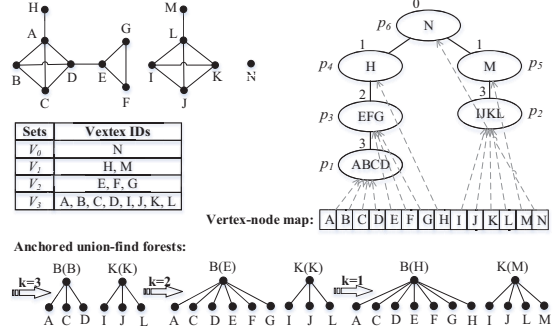 H
A
B
D
C
E
G
F
M
L
I
K
J
N
0
p6 N
1 1
p4 H M p5
2 3
p3 EFG IJKL p2
3
p1 ABCD
Sets Vextex IDs
V0 N
V1 H, M
V2 E, F, G
V3 A, B, C, D, I, J, K, L
Vertex-node map: A B C D E F G H I J K L M N
Anchored union-find forests:
k=3 B(B) K(K) k=2 B(E) K(K) k=1 B(H) K(M)
A C D I J L A C D E F G I J L A C D E F G H I J L